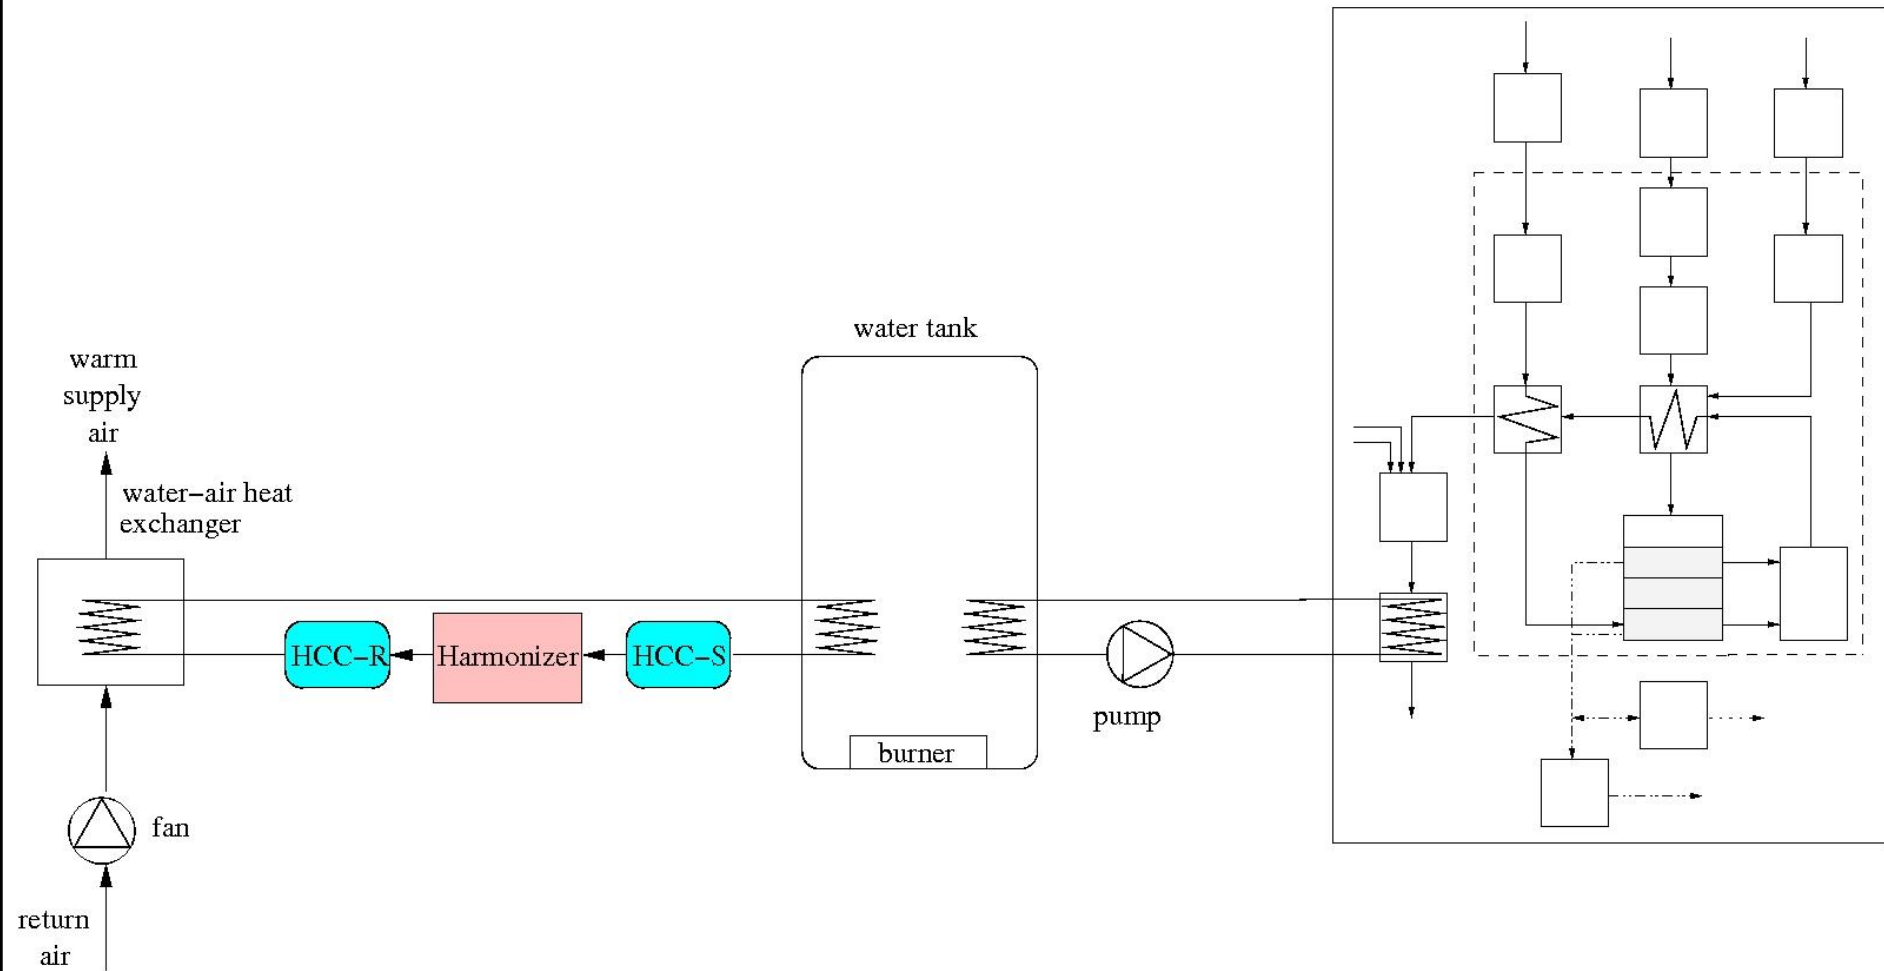 water tank
warm
supply
air
water−air heat
exchanger
HCC−R
Harmonizer
HCC−S
pump
burner
fan
return
air